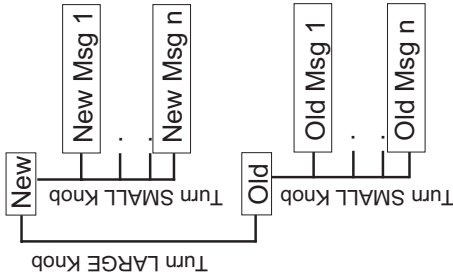 New
New Msg 1
.
.
New Msg n
Turn SMALL Knob
Old
Old Msg 1
.
.
Old Msg n
Turn SMALL Knob
Turn LARGE Knob